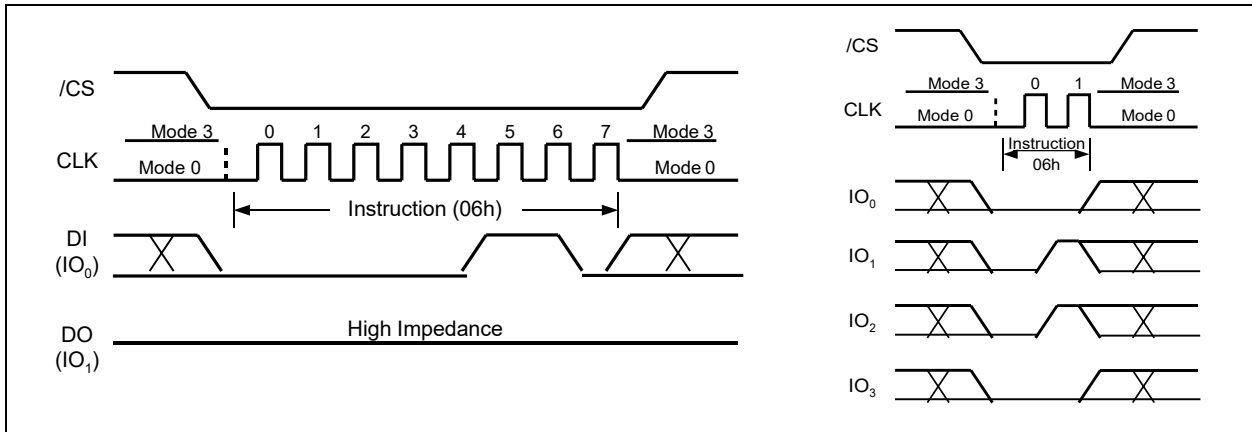 /CS
Mode 3 0 1 2 3 4 5 6 7 Mode 3
CLK
Mode 0 Mode 0
Instruction (06h)
DI
(IO₀)
High Impedance
DO
(IO₁)
/CS
Mode 3 0 1 Mode 3
CLK
Mode 0 Mode 0
Instruction
06h
IO₀
IO₁
IO₂
IO₃